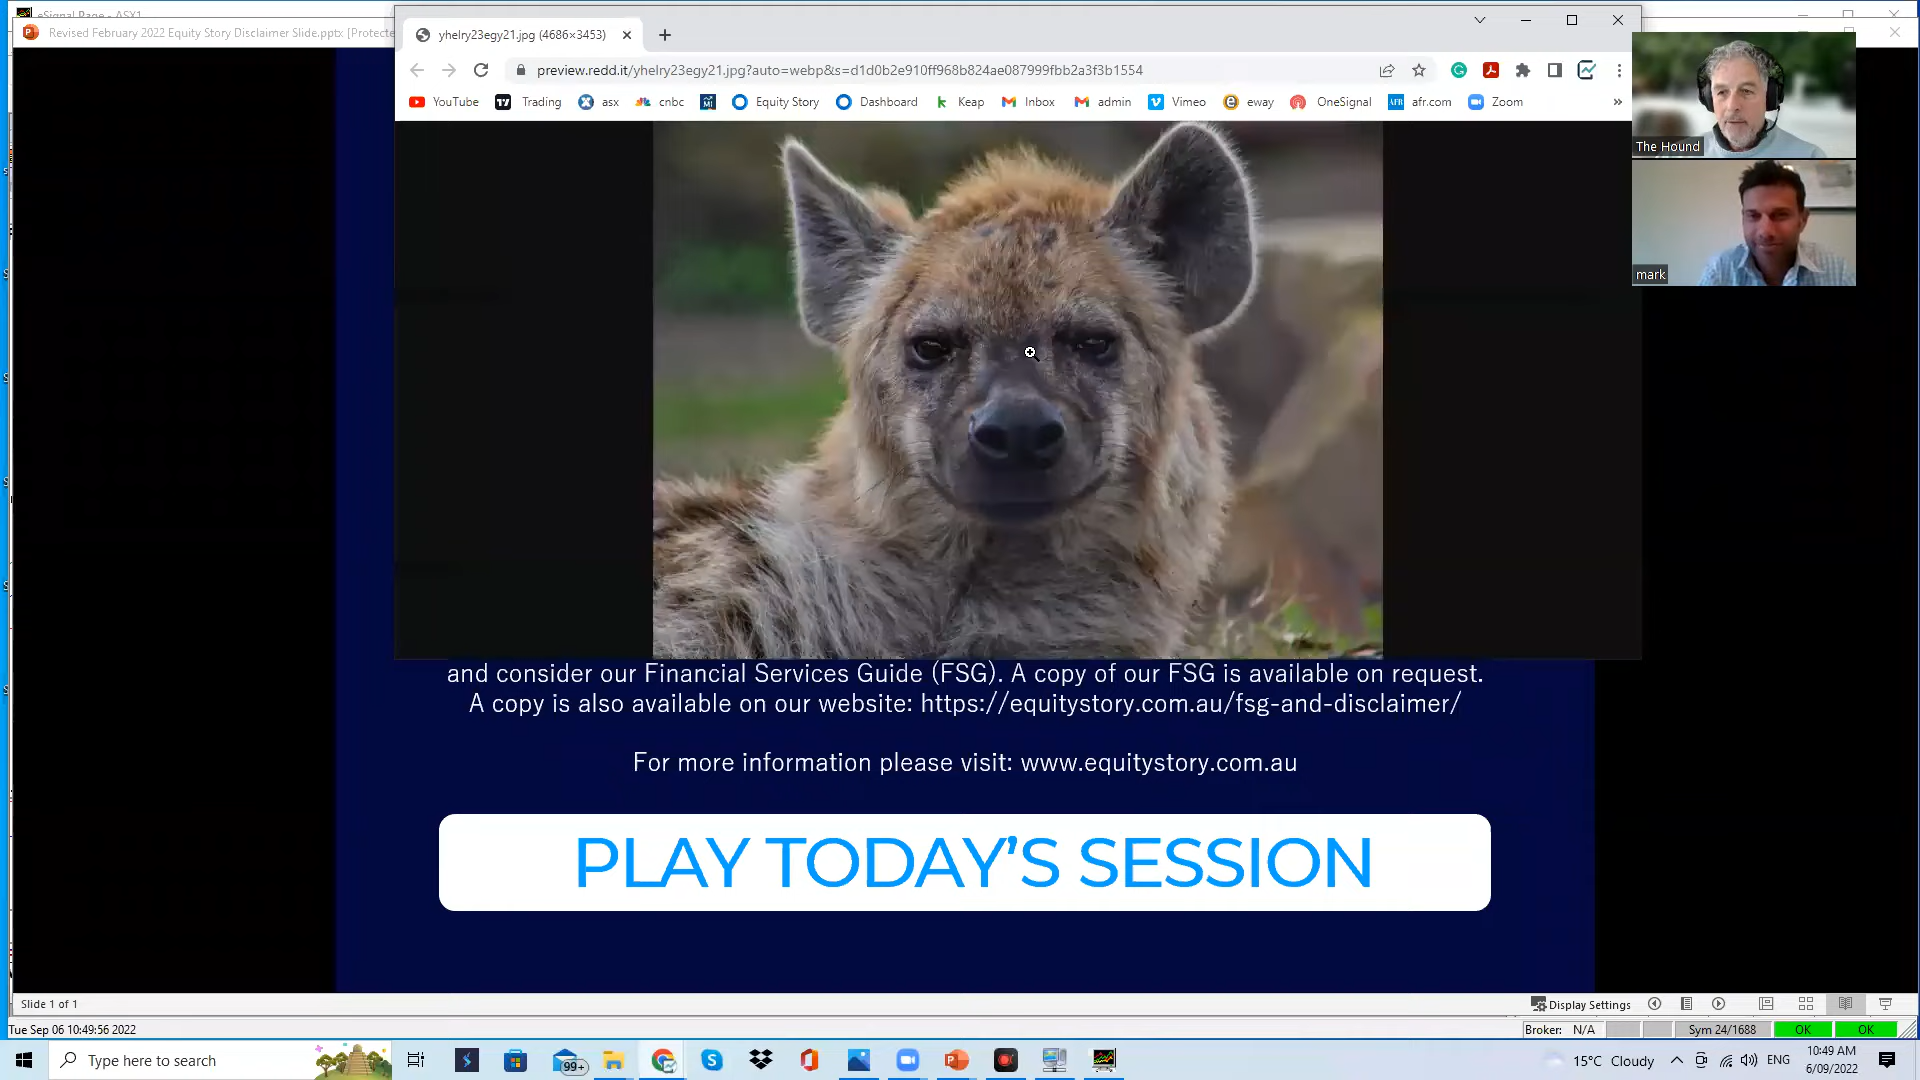 eSignal Page - ASX1
Revised February 2022 Equity Story Disclaimer Slide.pptx [Protecte
yhelry23egy21.jpg (4686×3453)
preview.redd.it/yhelry23egy21.jpg?auto=webp&s=d1d0b2e910ff968b824ae087999fbb2a3f3b1554
YouTube Trading asx cnbc Equity Story Dashboard Keap Inbox admin Vimeo eway OneSignal AFR afr.com Zoom »
The Hound
mark
and consider our Financial Services Guide (FSG). A copy of our FSG is available on request.
A copy is also available on our website: https://equitystory.com.au/fsg-and-disclaimer/
For more information please visit: www.equitystory.com.au
PLAY TODAY'S SESSION
Slide 1 of 1
Display Settings
Tue Sep 06 10:49:56 2022
Broker: N/A
Sym 24/1688
OK
OK
Type here to search
99+
15°C Cloudy
ENG
10:49 AM
6/09/2022